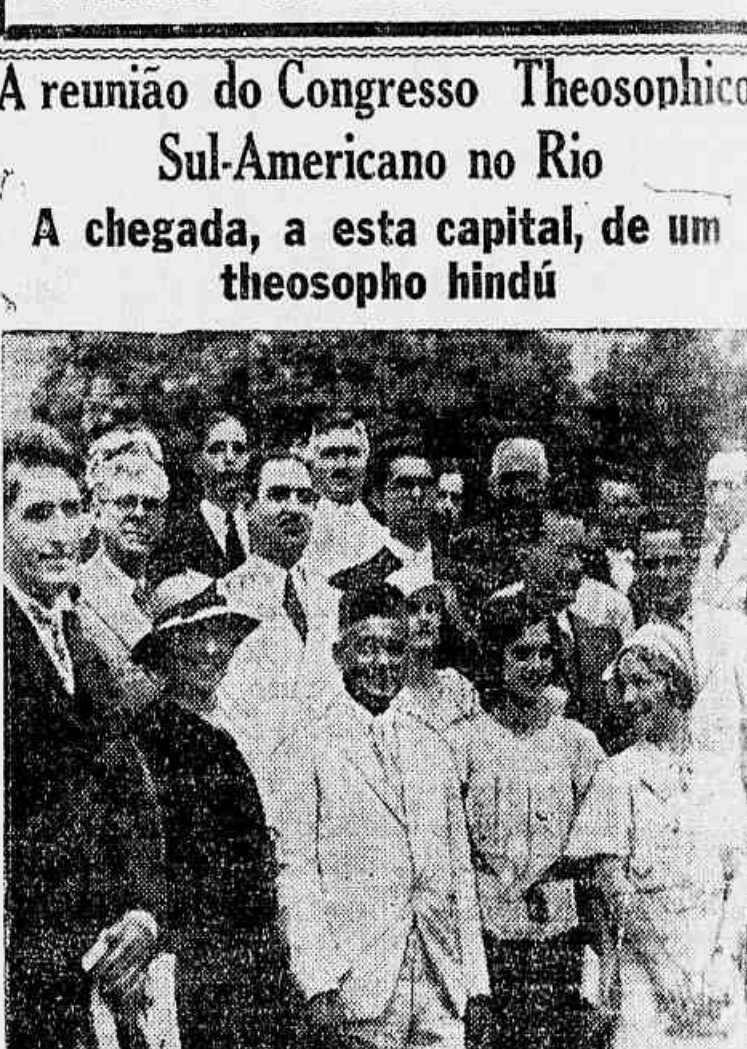 A reunião do Congresso Theosophico
Sul-Americano no Rio
A chegada, a esta capital, de um
theosopho hindú